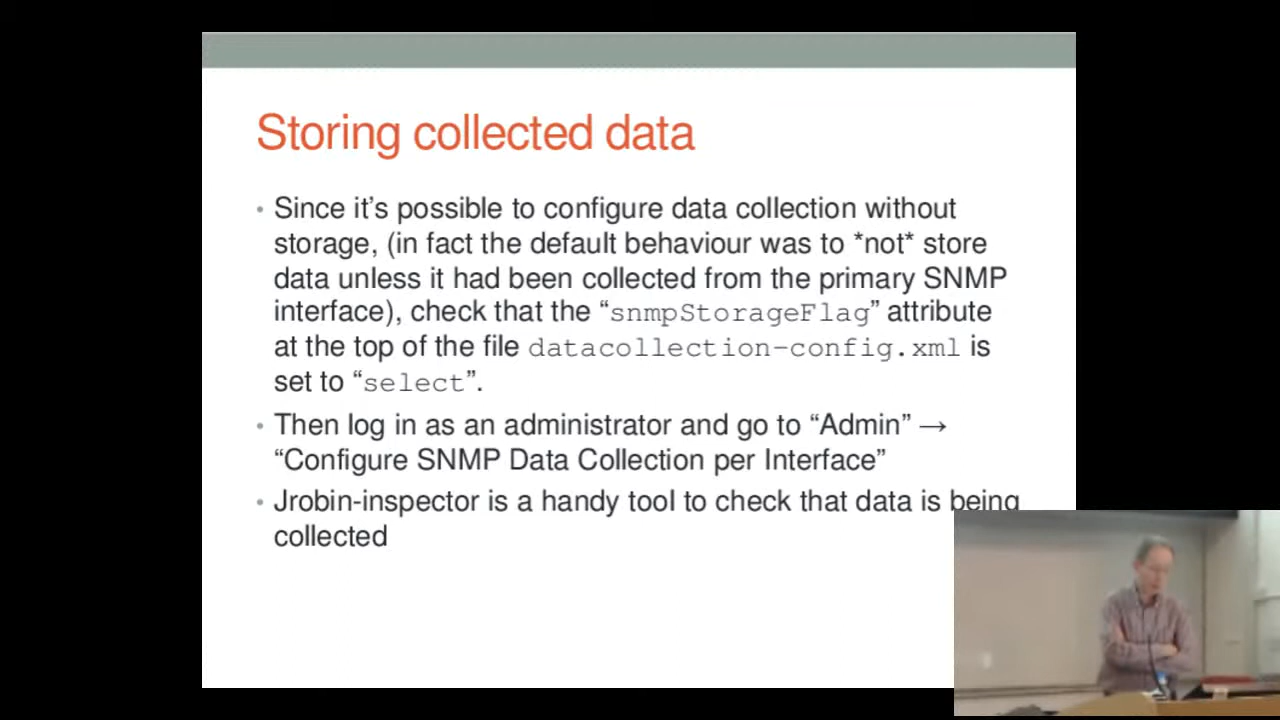 Storing collected data
• Since it’s possible to configure data collection without
storage, (in fact the default behaviour was to *not* store
data unless it had been collected from the primary SNMP
interface), check that the “snmpStorageFlag” attribute
at the top of the file datacollection-config.xml is
set to “select”.
• Then log in as an administrator and go to “Admin” →
“Configure SNMP Data Collection per Interface”
• Jrobin-inspector is a handy tool to check that data is being
collected